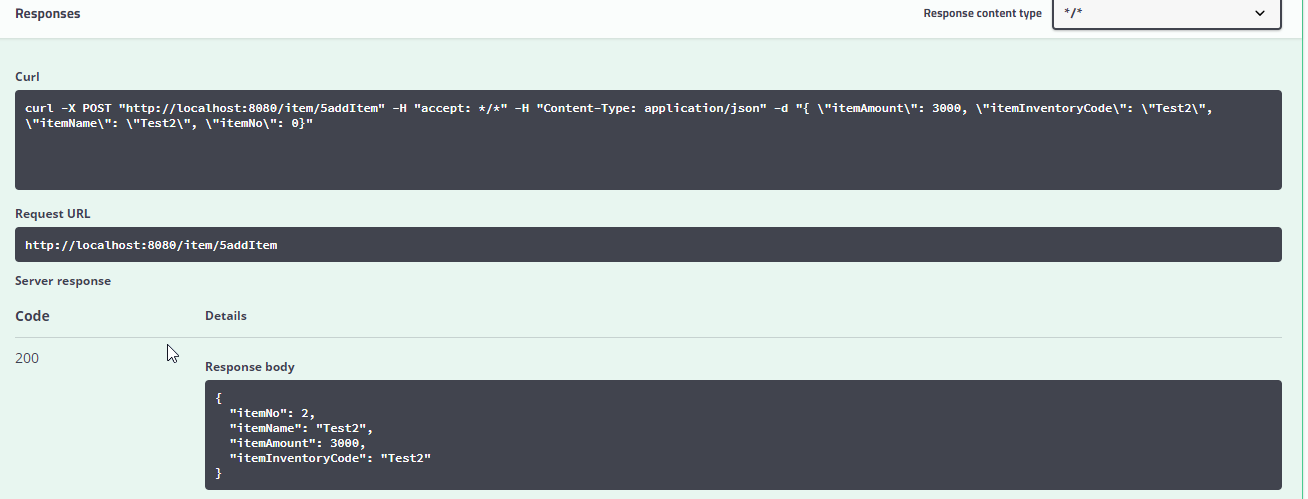 Responses
Response content type
*/*
Curl
curl -X POST "http://localhost:8080/item/5addItem" -H "accept: */*" -H "Content-Type: application/json" -d "{ \"itemAmount\": 3000, \"itemInventoryCode\": \"Test2\",
\"itemName\": \"Test2\", \"itemNo\": 0}"
Request URL
http://localhost:8080/item/5addItem
Server response
Code
Details
200
Response body
{
  "itemNo": 2,
  "itemName": "Test2",
  "itemAmount": 3000,
  "itemInventoryCode": "Test2"
}